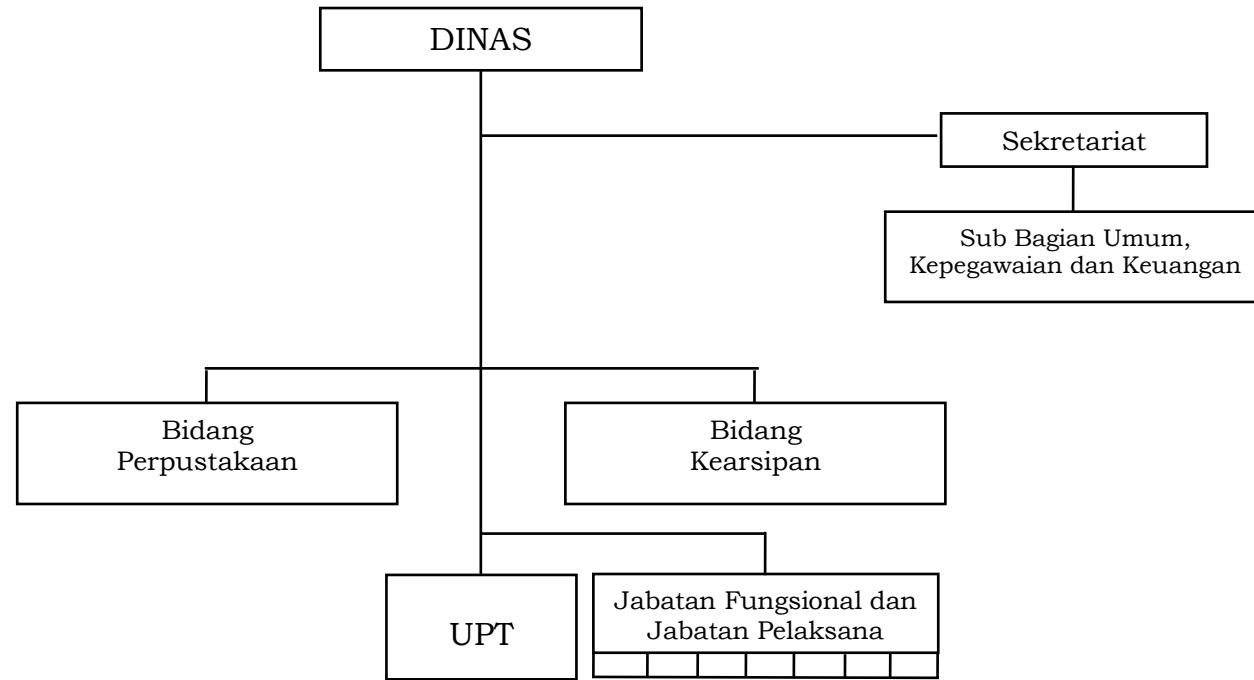 DINAS
Sekretariat
Sub Bagian Umum,
Kepegawaian dan Keuangan
Bidang
Perpustakaan
Bidang
Kearsipan
UPT
Jabatan Fungsional dan
Jabatan Pelaksana